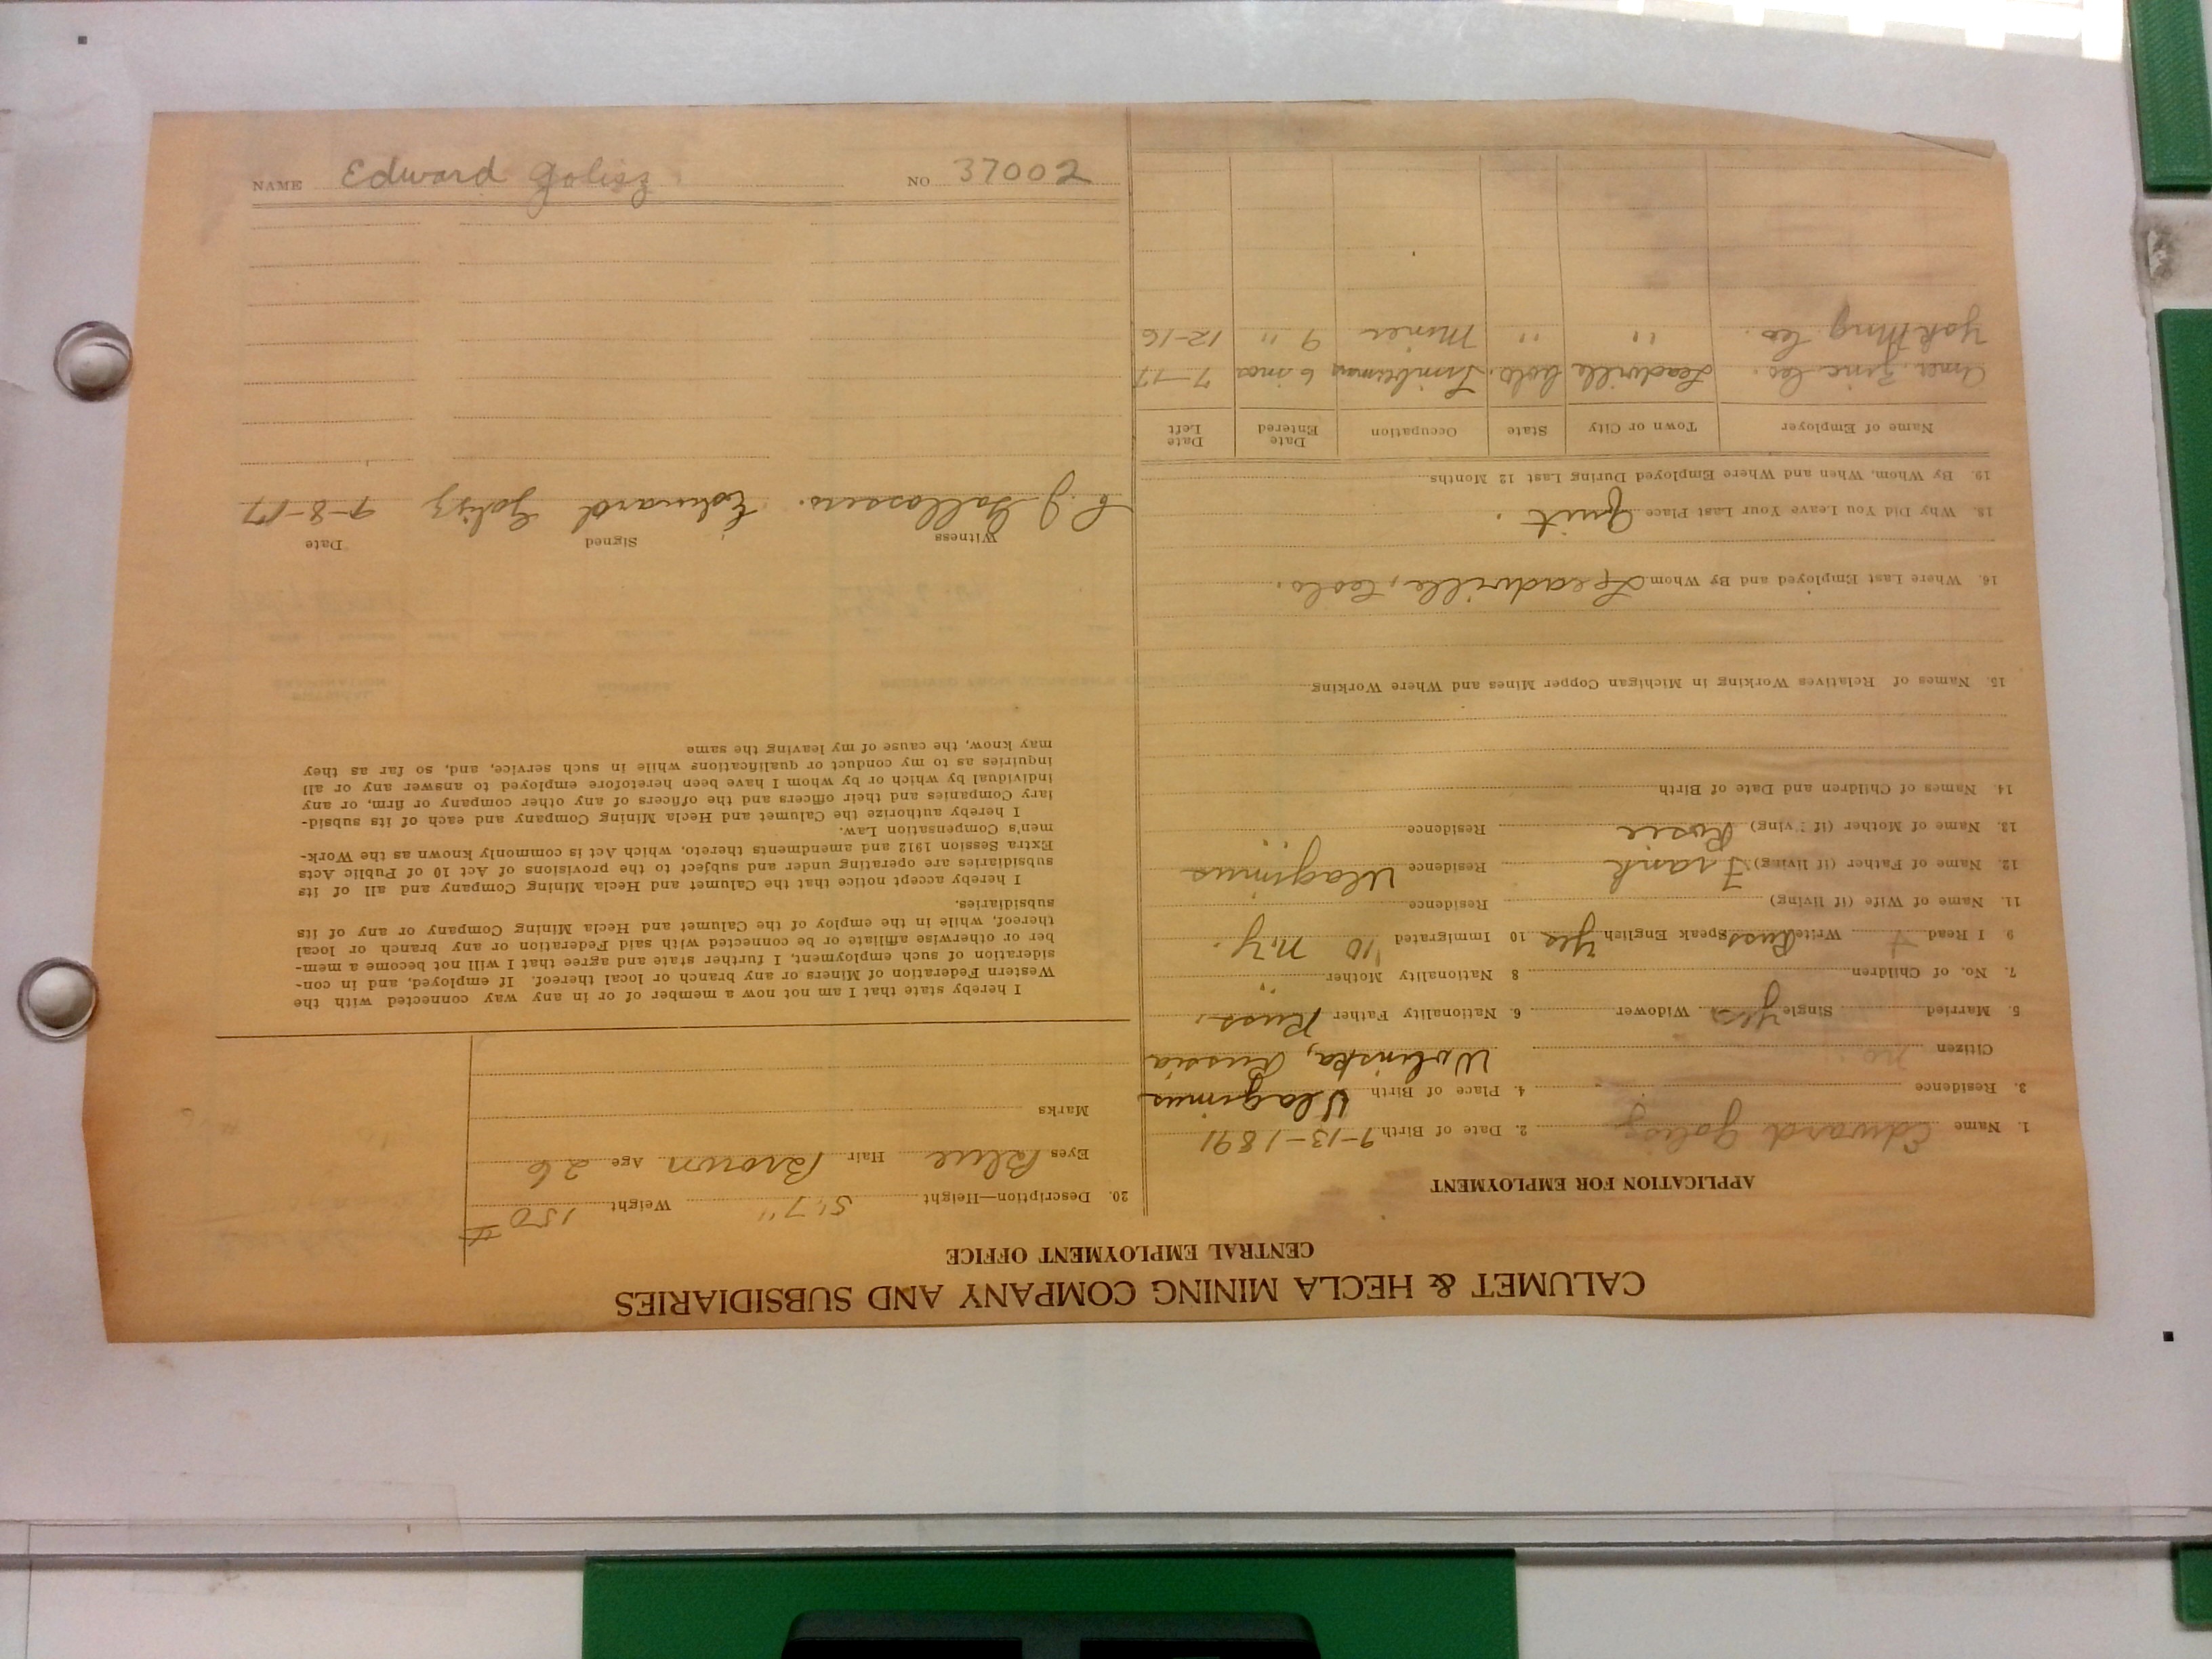 CALUMET & HECLA MINING COMPANY AND SUBSIDIARIES
CENTRAL EMPLOYMENT OFFICE
APPLICATION FOR EMPLOYMENT
1. Name Edward Golisz 2. Date of Birth 9-13-1891
3. Residence 4. Place of Birth Vlagimus
Citizen no. Wolinska, Russia
5. Married Single yes Widower 6. Nationality Father Russ.
7. No. of Children 8 Nationality Mother "
9 I Read Write Russ Speak English Yes 10 Immigrated '10 N.Y.
11. Name of Wife (if living) Residence
12. Name of Father (if living) Frank Residence Vlagimus
13. Name of Mother (if living) Rosie Residence "
14. Names of Children and Date of Birth
15. Names of Relatives Working in Michigan Copper Mines and Where Working
16. Where Last Employed and By Whom Leadville, Colo.
18. Why Did You Leave Your Last Place Quit.
19. By Whom, When and Where Employed During Last 12 Months
Name of Employer Town or City State Occupation Date Entered Date Left
Amer. Zinc Co. Leadville Colo. Timberman 6 mos 7-17
Yak Mng Co. " " Miner 9 " 12-16
20. Description—Height 5'7" Weight 150 #
Eyes Blue Hair Brown Age 26
Marks
I hereby state that I am not now a member of or in any way connected with the
Western Federation of Miners or any branch or local thereof. If employed, and in con-
sideration of such employment, I further state and agree that I will not become a mem-
ber or otherwise affiliate or be connected with said Federation or any branch or local
thereof, while in the employ of the Calumet and Hecla Mining Company or any of its
subsidiaries.
I hereby accept notice that the Calumet and Hecla Mining Company and all of its
subsidiaries are operating under and subject to the provisions of Act 10 of Public Acts
Extra Session 1912 and amendments thereto, which Act is commonly known as the Work-
men's Compensation Law.
I hereby authorize the Calumet and Hecla Mining Company and each of its subsid-
iary Companies and their officers and the officers of any other company or firm, or any
individual by which or by whom I have been heretofore employed to answer any or all
inquiries as to my conduct or qualifications while in such service, and, so far as they
may know, the cause of my leaving the same
Witness Signed Date
Edward Golisz 9-8-17
NAME Edward Golisz NO 37002